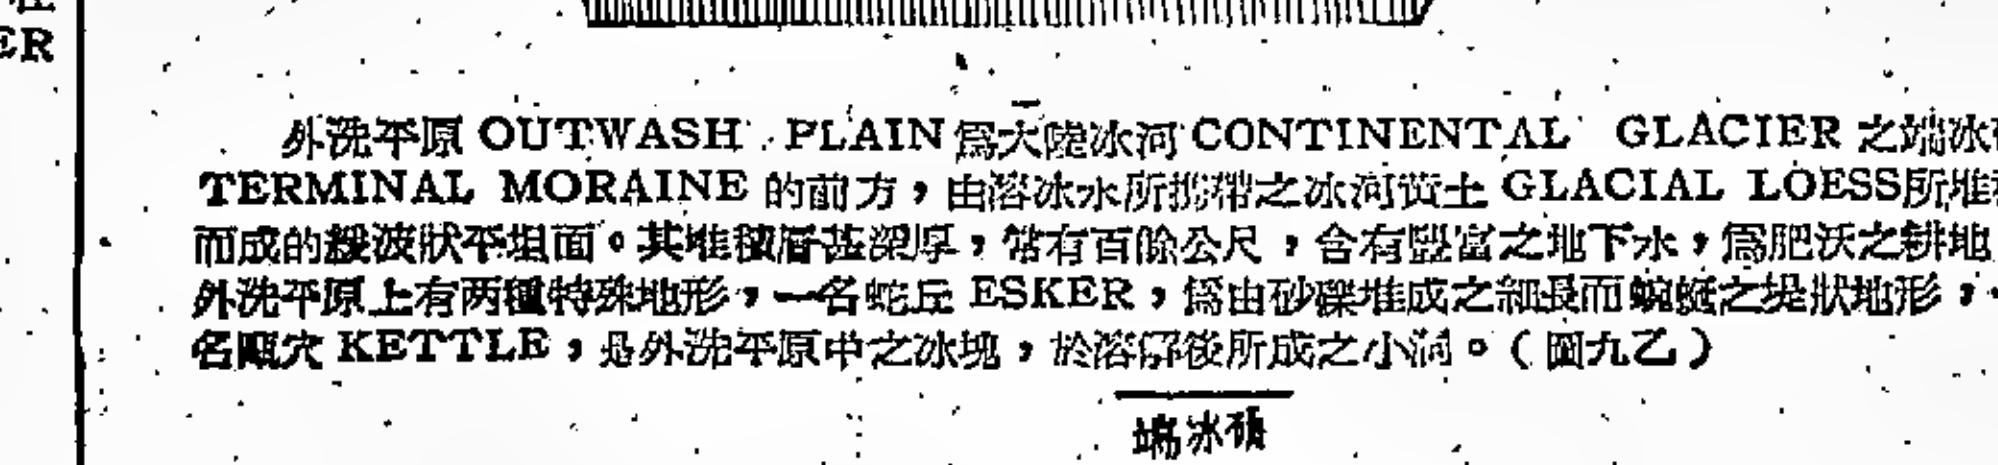 ER
外洗平原 OUTWASH PLAIN 爲大陸冰河 CONTINENTAL GLACIER 之端冰
TERMINAL MORAINE 的前方，由溶冰水所携帶之冰河黃土 GLACIAL LOESS所堆
而成的緩波狀平坦面。其堆積層甚深厚，常有百餘公尺，含有豐富之地下水，爲肥沃之耕地
外洗平原上有两種特殊地形，一名蛇丘 ESKER，爲由砂礫堆成之細長而蜿蜒之堤狀地形，
名甌穴 KETTLE，是外洗平原中之冰塊，於溶解後所成之小洞。（圖九乙）
端冰磧